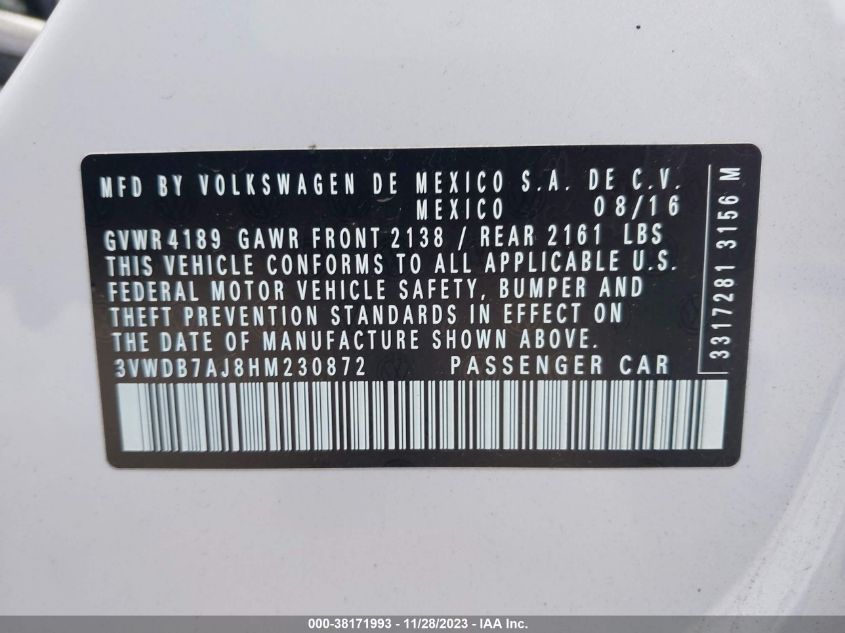 MFD BY VOLKSWAGEN DE MEXICO S.A. DE C.V.
MEXICO 08/16
GVWR 4189 GAWR FRONT 2138 / REAR 2161 LBS
THIS VEHICLE CONFORMS TO ALL APPLICABLE U.S.
FEDERAL MOTOR VEHICLE SAFETY, BUMPER AND
THEFT PREVENTION STANDARDS IN EFFECT ON
THE DATE OF MANUFACTURE SHOWN ABOVE.
3VWDB7AJ8HM230872 PASSENGER CAR
3317281 3156 M
000-38171993 - 11/28/2023 - IAA Inc.